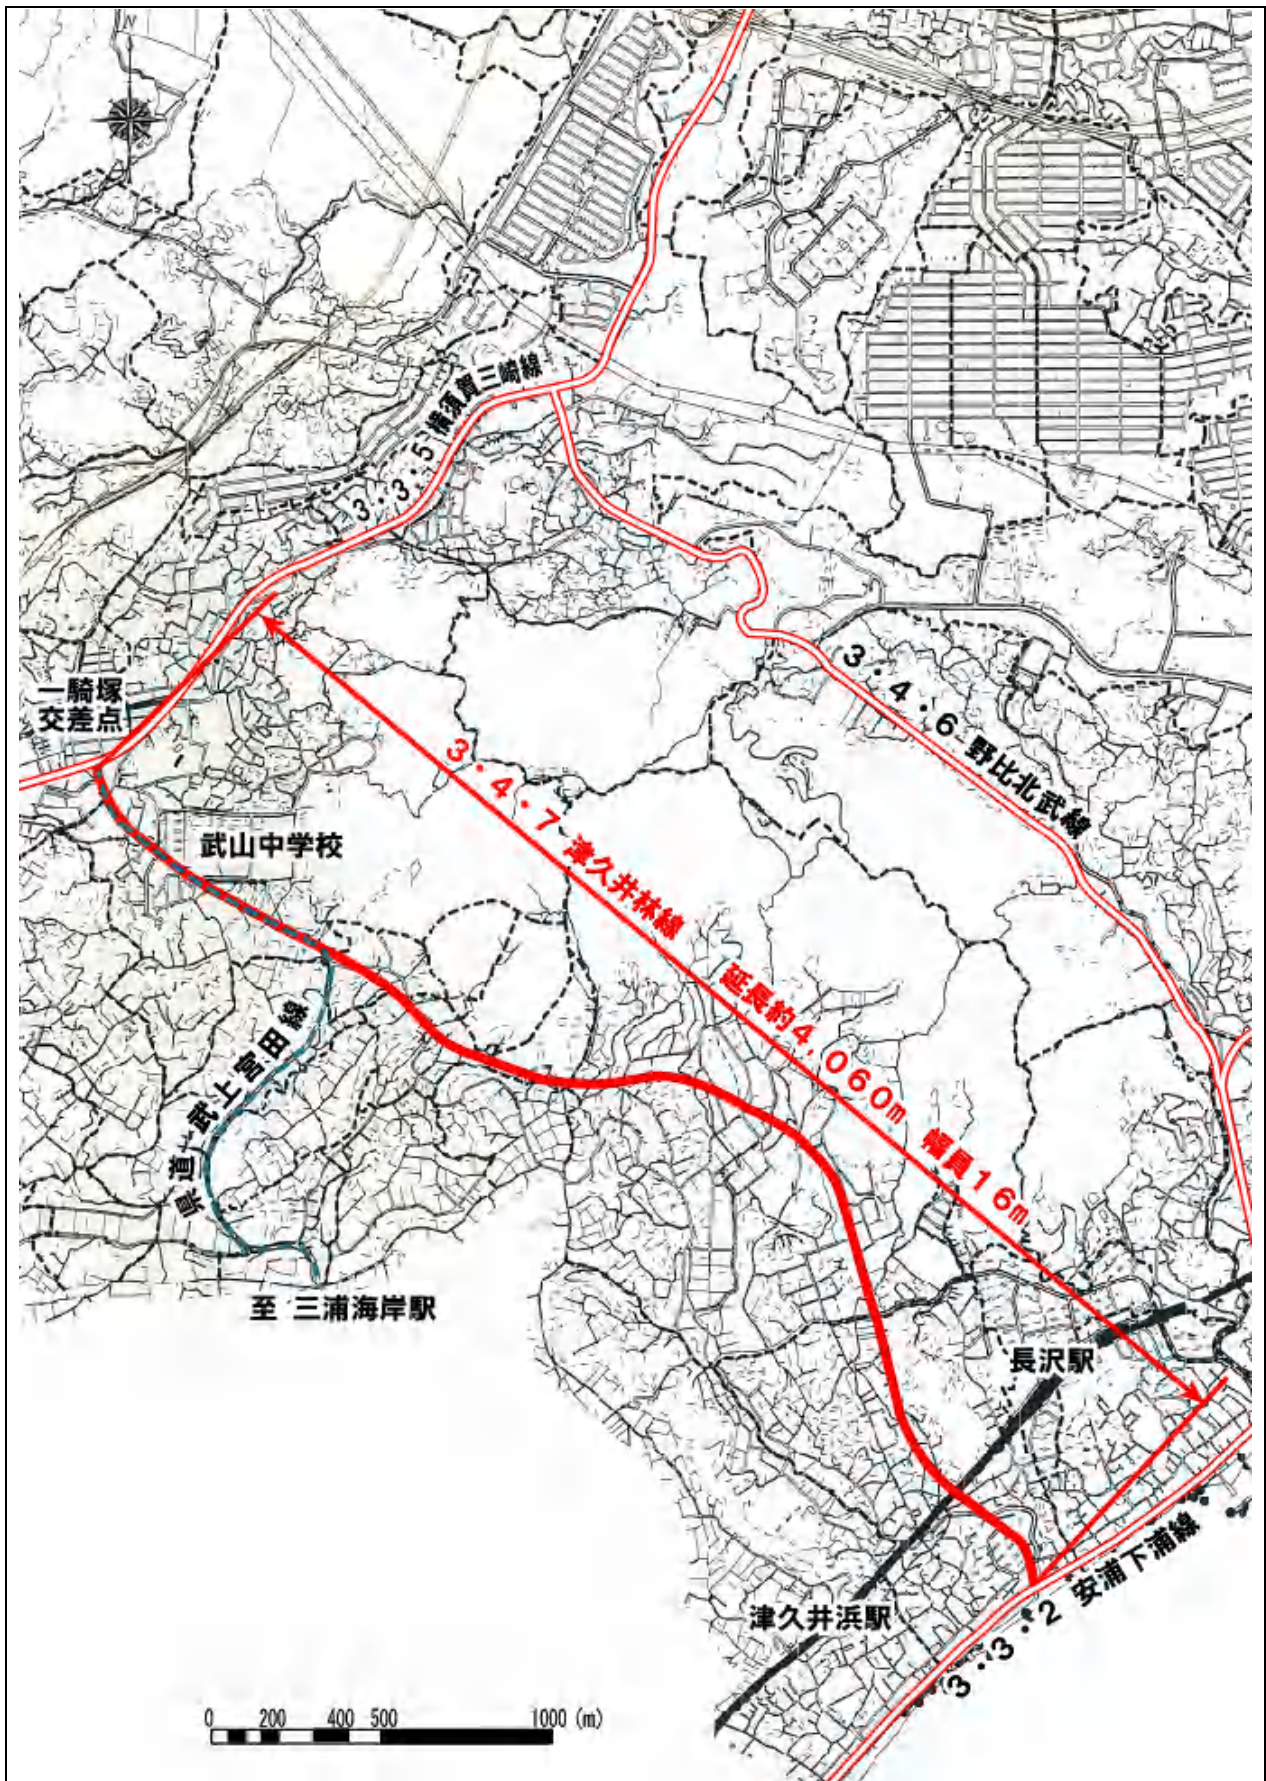 N
3・3・5 横須賀三崎線
一騎塚
交差点
3・4・6 野比北武線
3・4・7 津久井林線 延長約4,060m 幅員16m
武山中学校
県道 武上宮田線
至 三浦海岸駅
長沢駅
津久井浜駅
3・3・2 安浦下浦線
0 200 400 500 1000 (m)